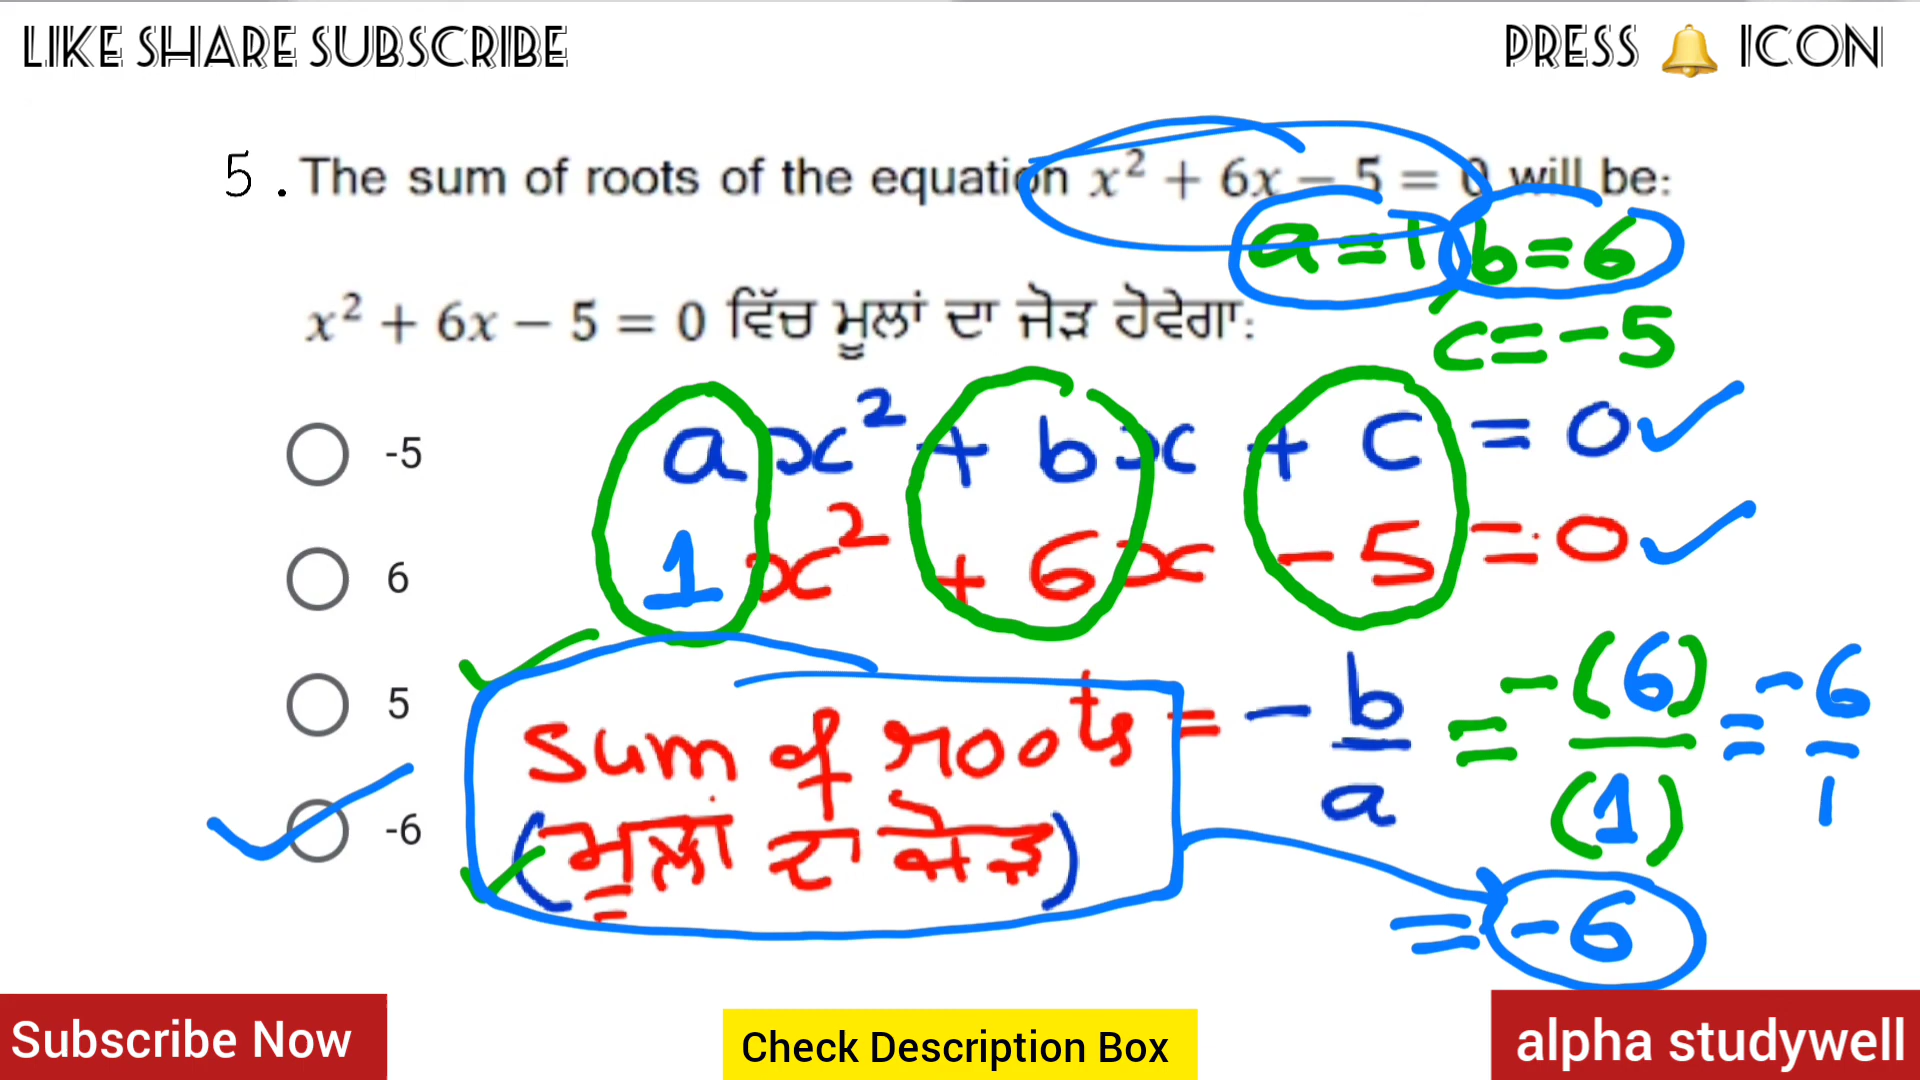 LIKE SHARE SUBSCRIBE
PRESS 🔔 ICON
5 . The sum of roots of the equation x² + 6x − 5 = 0 will be:
a=1 b=6
c=-5
x² + 6x − 5 = 0 ਵਿੱਚ ਮੂਲਾਂ ਦਾ ਜੋੜ ਹੋਵੇਗਾ:
-5
6
5
-6
ax² + bx + c = 0
1x² + 6x - 5 = 0
Sum of roots = - b/a = -(6)/(1) = -6/1
(ਮੂਲਾਂ ਦਾ ਜੋੜ)
= -6
Subscribe Now
Check Description Box
alpha studywell